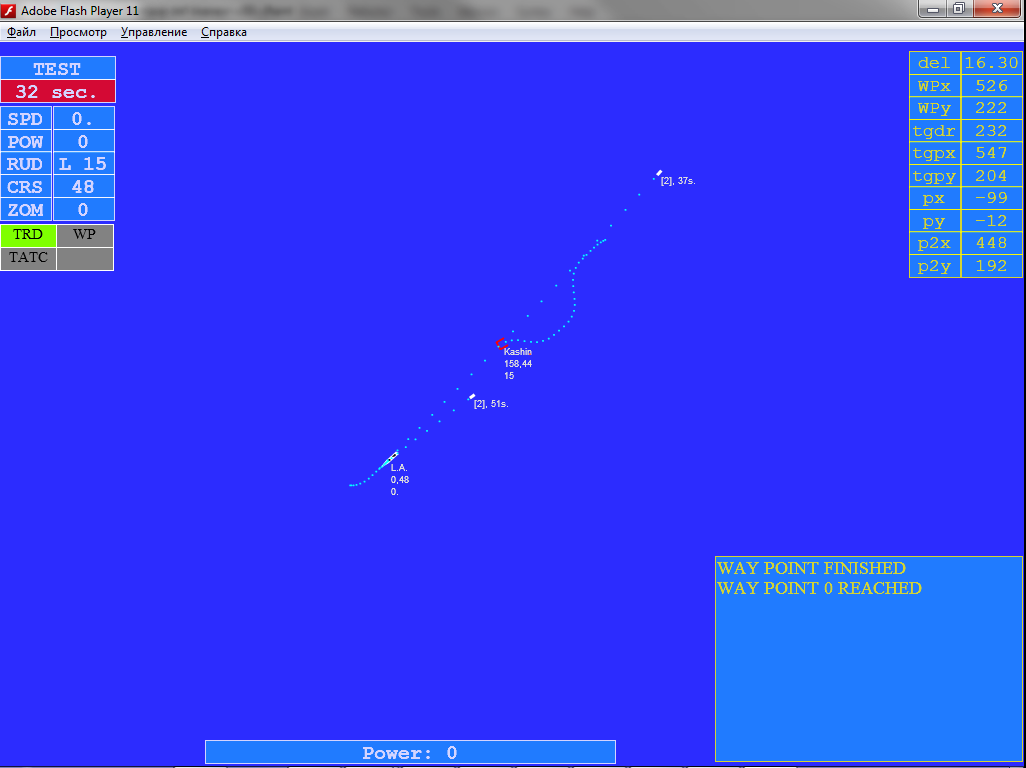 Adobe Flash Player 11
Файл Просмотр Управление Справка
TEST
32 sec.
SPD 0.
POW 0
RUD L 15
CRS 48
ZOM 0
TRD WP
TATC
del 16.30
WPx 526
WPy 222
tgdr 232
tgpx 547
tgpy 204
px -99
py -12
p2x 448
p2y 192
[2], 37s.
Kashin
158,44
15
[2], 51s.
L.A.
0,48
0.
WAY POINT FINISHED
WAY POINT 0 REACHED
Power: 0